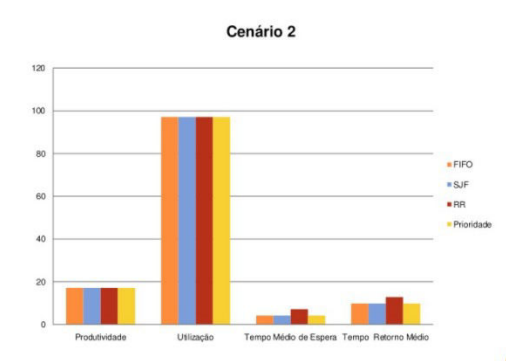 Cenário 2
120
100
80
60
40
20
0
FIFO
SJF
RR
Prioridade
Produtividade Utilização Tempo Médio de Espera Tempo Retorno Médio